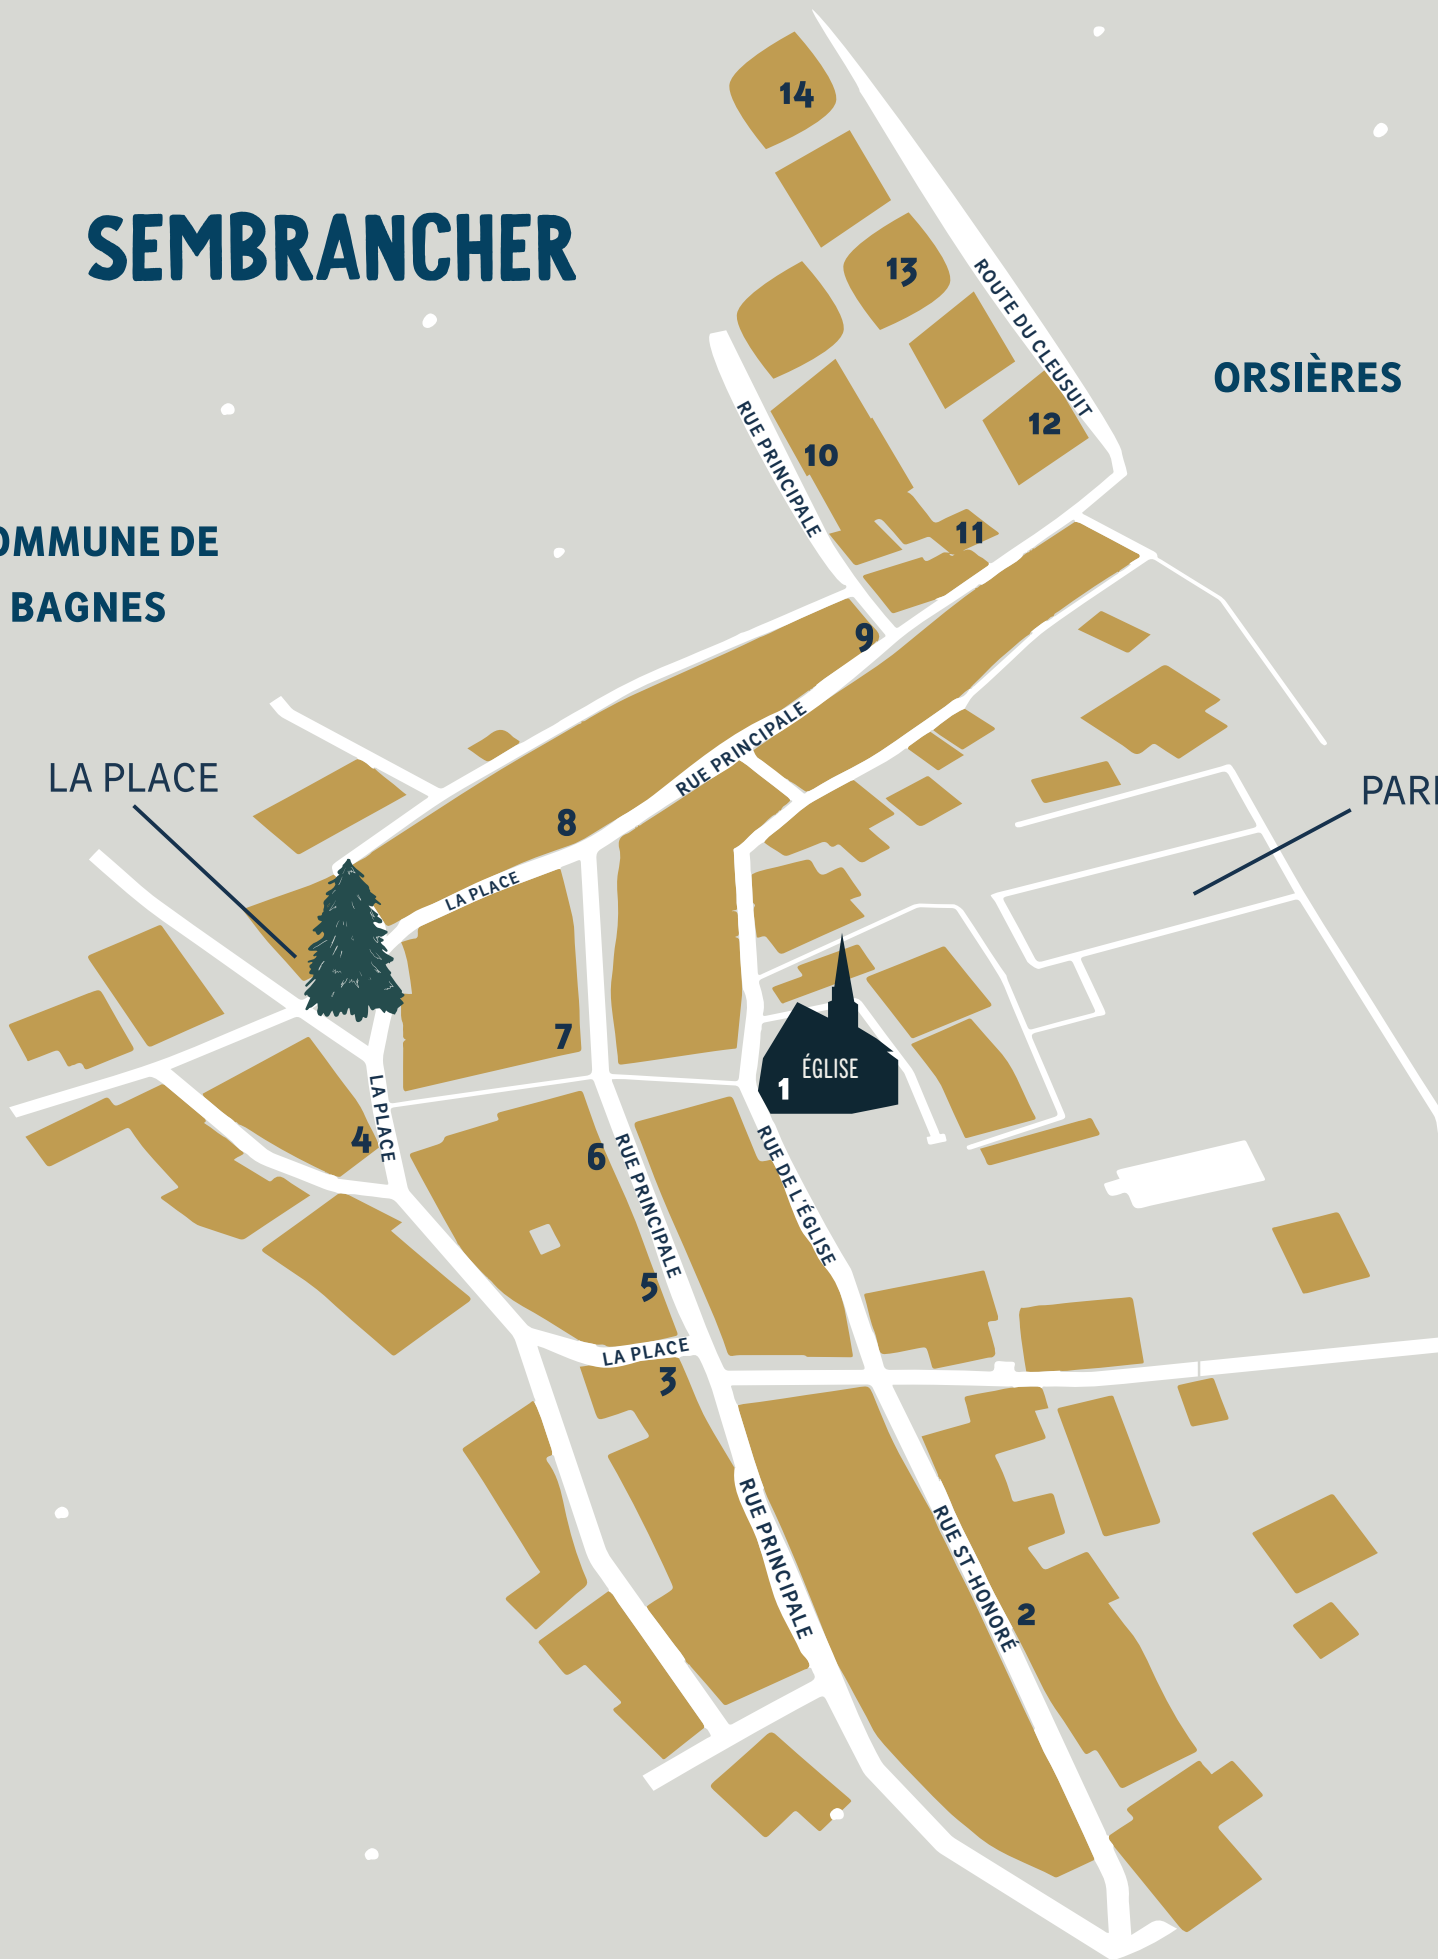 14
SEMBRANCHER
13
ROUTE DU CLEUSUIT
ORSIÈRES
12
RUE PRINCIPALE
10
11
OMMUNE DE
BAGNES
9
RUE PRINCIPALE
LA PLACE
PAR
8
LA PLACE
7
ÉGLISE
1
LA PLACE
4
6
RUE PRINCIPALE
RUE DE L'ÉGLISE
5
LA PLACE
3
RUE PRINCIPALE
RUE ST-HONORÉ
2